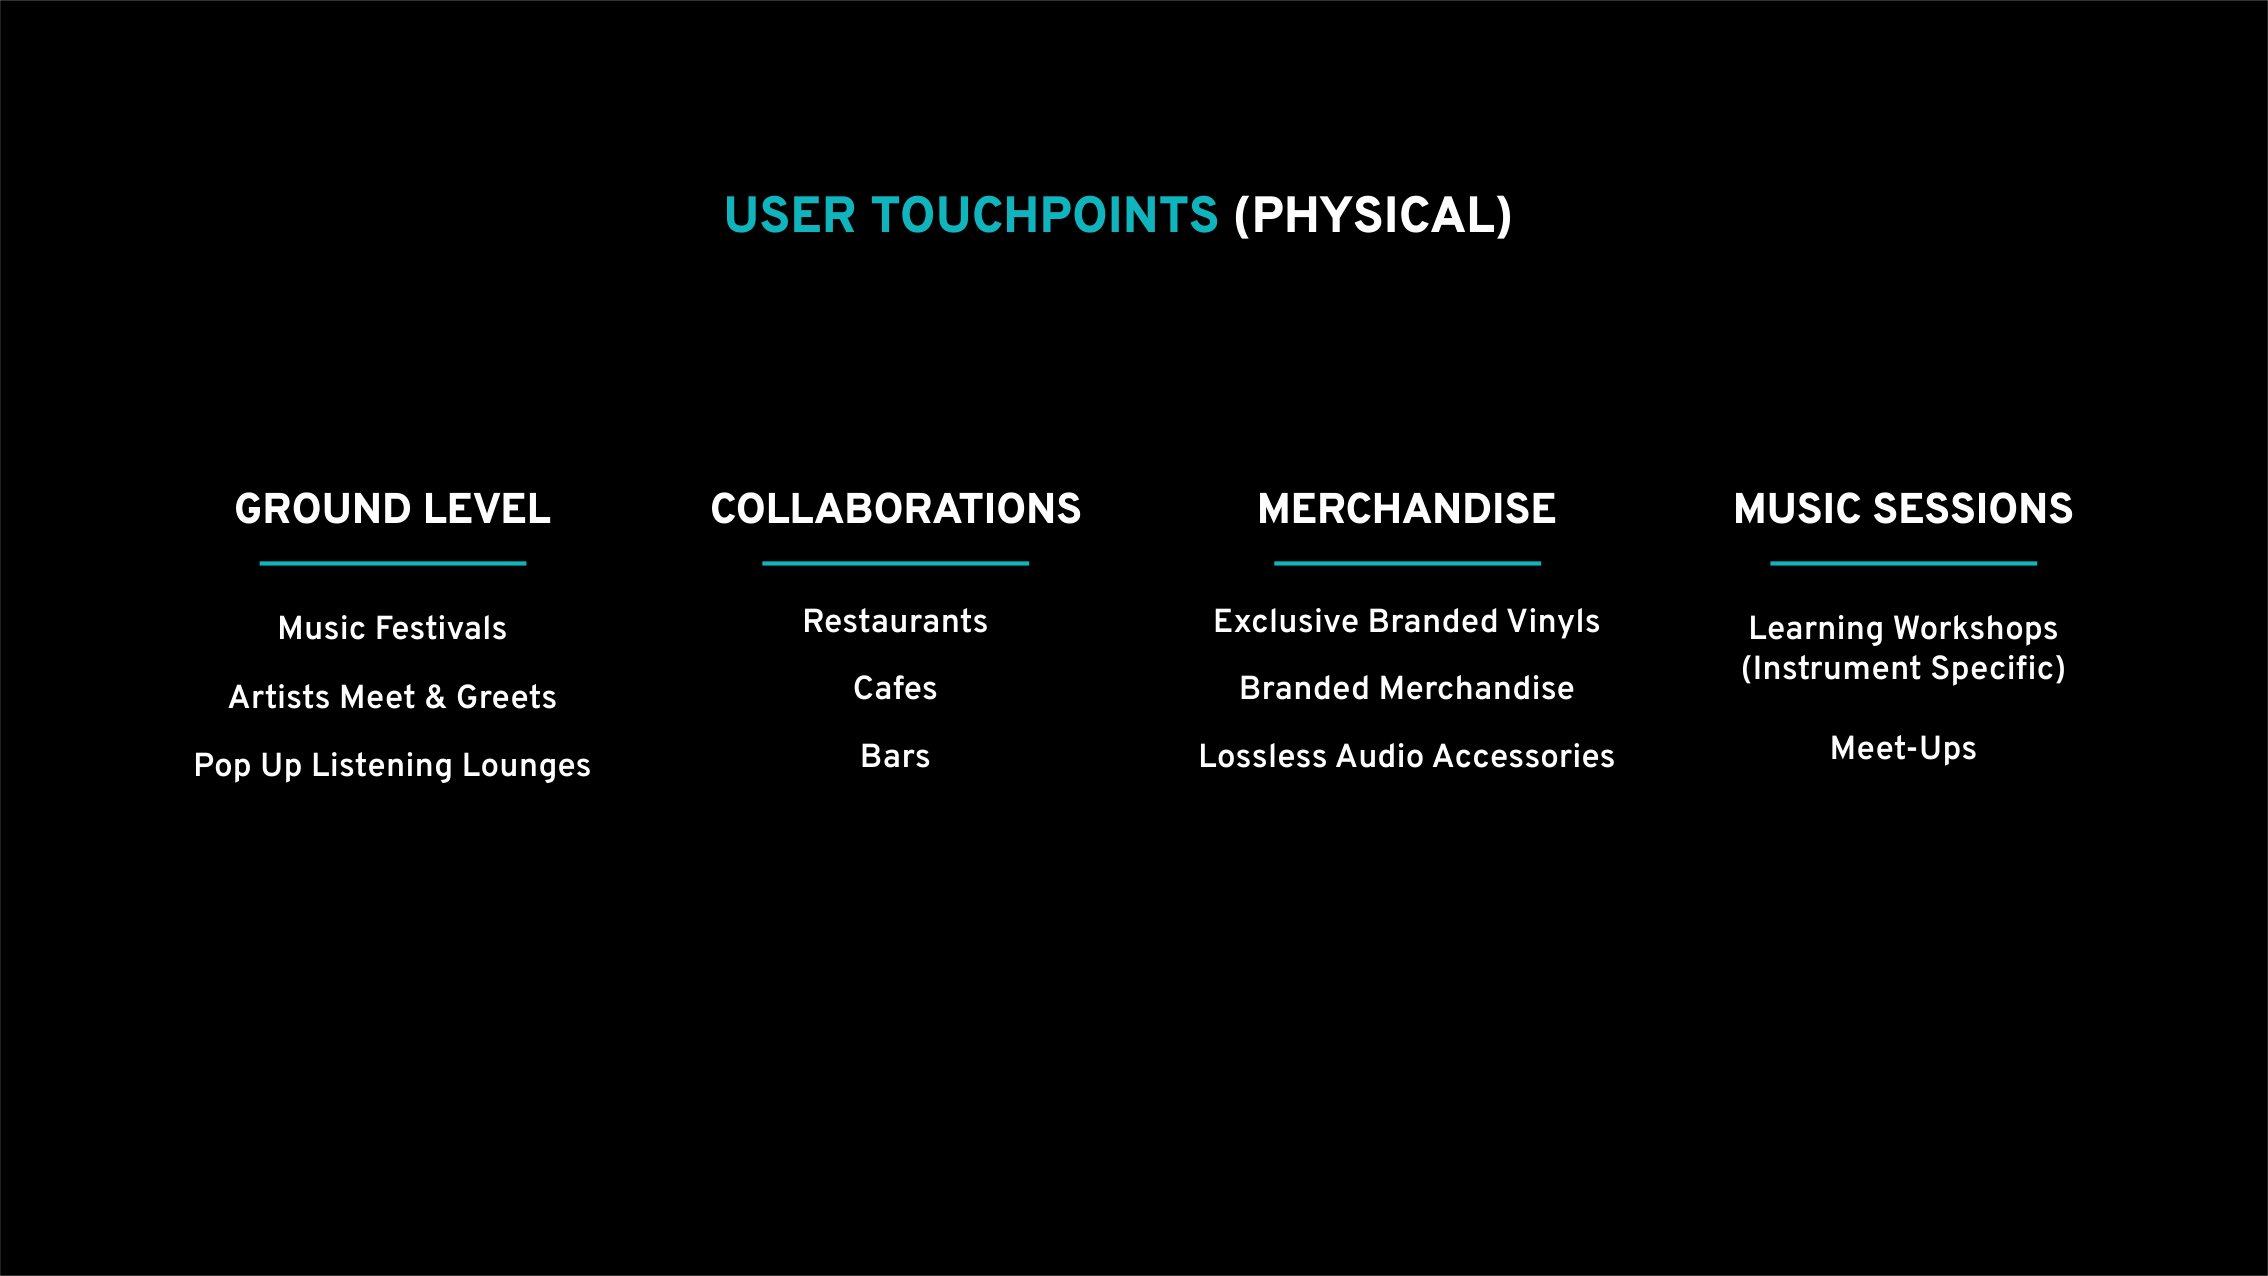 USER TOUCHPOINTS (PHYSICAL)
GROUND LEVEL
Music Festivals
Artists Meet & Greets
Pop Up Listening Lounges
COLLABORATIONS
Restaurants
Cafes
Bars
MERCHANDISE
Exclusive Branded Vinyls
Branded Merchandise
Lossless Audio Accessories
MUSIC SESSIONS
Learning Workshops
(Instrument Specific)
Meet-Ups